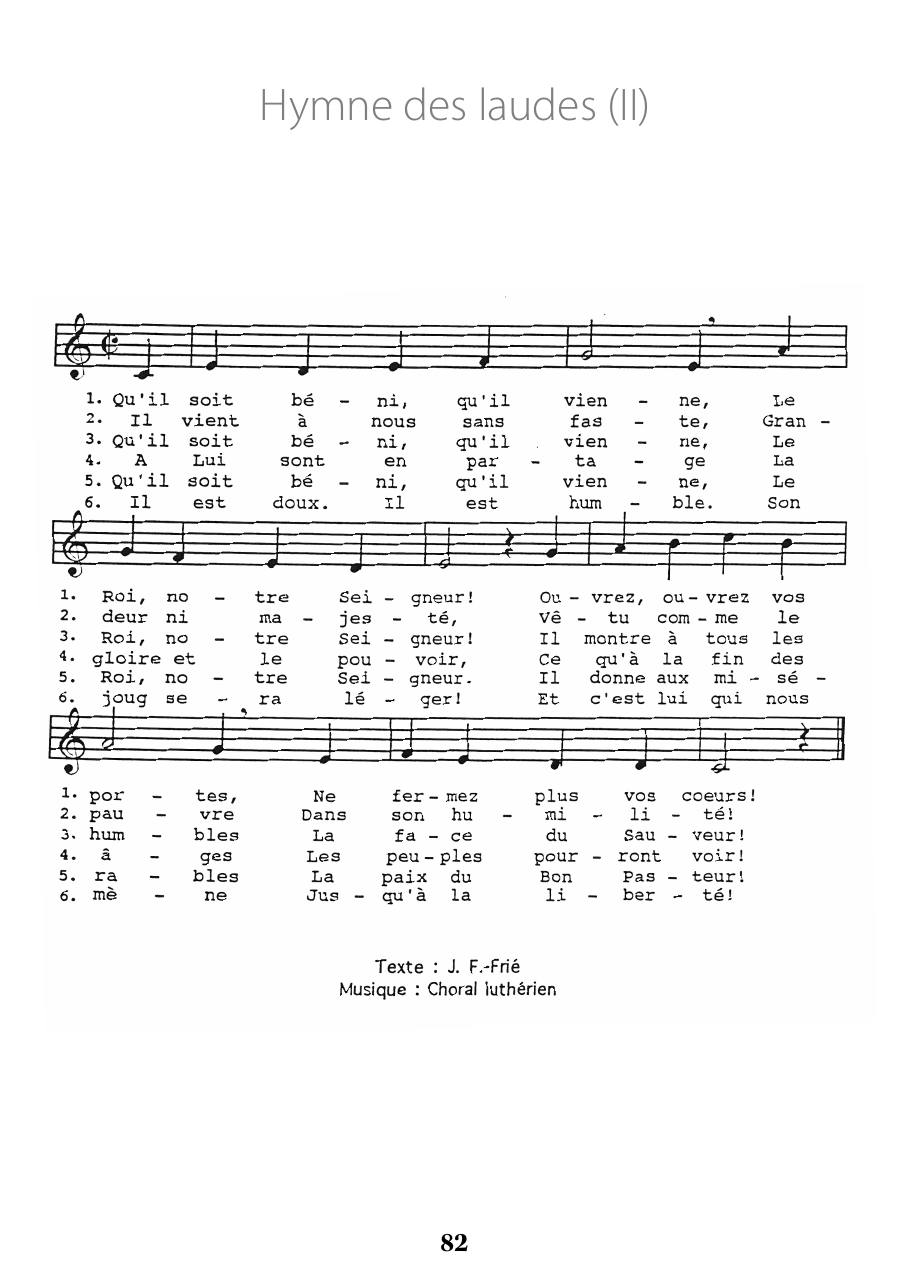 Hymne des laudes (II)
1. Qu'il soit bé - ni, qu'il vien - ne, Le
2. Il vient à nous sans fas - te, Gran -
3. Qu'il soit bé - ni, qu'il vien - ne, Le
4. A Lui sont en par - ta - ge La
5. Qu'il soit bé - ni, qu'il vien - ne, Le
6. Il est doux. Il est hum - ble. Son
1. Roi, no - tre Sei - gneur! Ou - vrez, ou - vrez vos
2. deur ni ma - jes - té, Vê - tu com - me le
3. Roi, no - tre Sei - gneur! Il montre à tous les
4. gloire et le pou - voir, Ce qu'à la fin des
5. Roi, no - tre Sei - gneur. Il donne aux mi - sé -
6. joug se - ra lé - ger! Et c'est lui qui nous
1. por - tes, Ne fer - mez plus vos coeurs!
2. pau - vre Dans son hu - mi - li - té!
3. hum - bles La fa - ce du Sau - veur!
4. â - ges Les peu - ples pour - ront voir!
5. ra - bles La paix du Bon Pas - teur!
6. mè - ne Jus - qu'à la li - ber - té!
Texte : J. F.-Frié
Musique : Choral luthérien
82